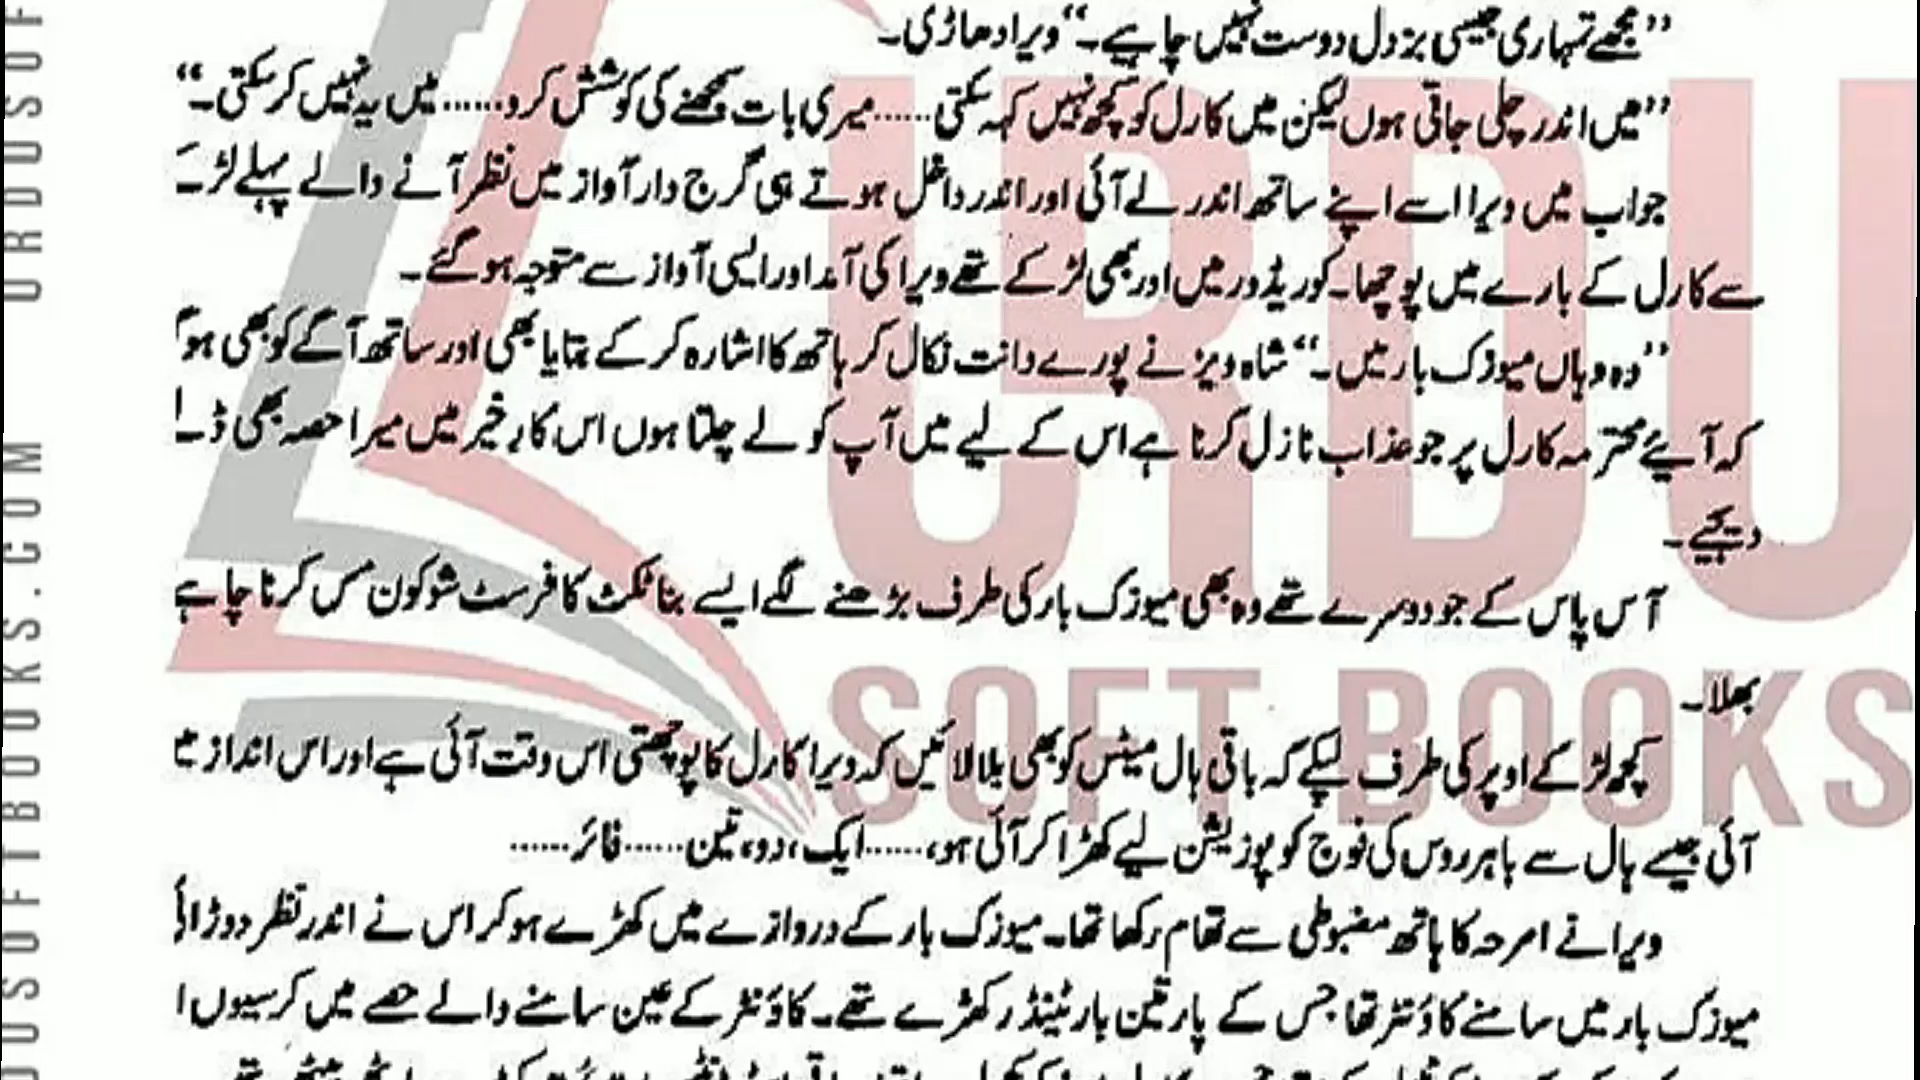 ”مجھے تمہاری جیسی بزدل دوست نہیں چاہیے۔“ ویرا دھاڑی۔
”میں اندر چلی جاتی ہوں لیکن میں کارل کو کچھ نہیں کہہ سکتی......میری بات سمجھنے کی کوشش کرو......میں یہ نہیں کر سکتی۔“
جواب میں ویرا اسے اپنے ساتھ اندر لے آئی اور اندر داخل ہوتے ہی گرج دار آواز میں نظر آنے والے پہلے لڑ
سے کارل کے بارے میں پوچھا۔ کوریڈور میں اور بھی لڑکے تھے ویرا کی آمد اور ایسی آواز سے متوجہ ہو گئے۔
”وہ وہاں میوزک بار میں۔“ شاہ ویز نے پورے دانت نکال کر ہاتھ کا اشارہ کر کے بتایا بھی اور ساتھ آگے کو بھی ہو
کہ آیئے محترمہ کارل پر جو عذاب نازل کرنا ہے اس کے لیے میں آپ کو لے چلتا ہوں اس کار خیر میں میرا حصہ بھی ڈا
دیجیے۔
آس پاس کے جو دوسرے تھے وہ بھی میوزک بار کی طرف بڑھنے لگے ایسے بنا ٹکٹ کا فرسٹ شو کون مس کرنا چاہے
بھلا۔
کچھ لڑکے اوپر کی طرف لپکے کہ باقی ہال میٹس کو بھی بلا لائیں کہ ویرا کارل کا پوچھتی اس وقت آئی ہے اور اس انداز میں
آئی جیسے ہال سے باہر روس کی فوج کو پوزیشن لیے کھڑا کر آئی ہو،......ایک، دو، تین......فائر......
ویرا نے امرحہ کا ہاتھ مضبوطی سے تھام رکھا تھا۔ میوزک بار کے دروازے میں کھڑے ہو کر اس نے اندر نظر دوڑائی
میوزک بار میں سامنے کاؤنٹر تھا جس کے پار تین بار ٹینڈر کھڑے تھے۔ کاؤنٹر کے عین سامنے والے حصے میں کرسیوں ا
URDUSOFTBOOKS.COM URDUSOF
URDU
SOFT BOOKS